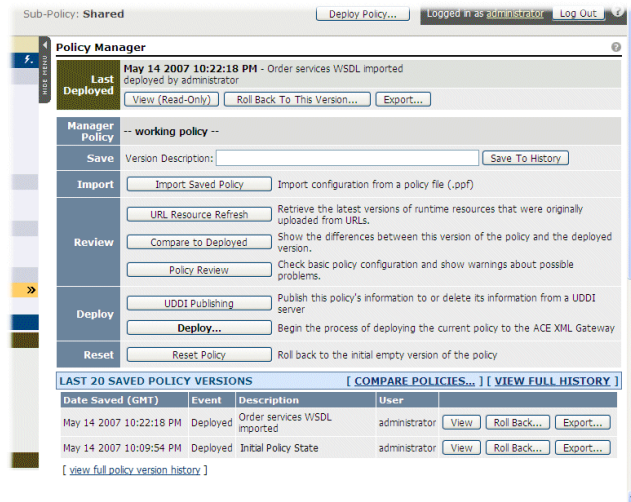 Sub-Policy: Shared
Deploy Policy...
Logged in as administrator
Log Out
?
HIDE MENU
Policy Manager
?
Last Deployed
May 14 2007 10:22:18 PM - Order services WSDL imported
deployed by administrator
View (Read-Only)
Roll Back To This Version...
Export...
Manager Policy
-- working policy --
Save
Version Description:
Save To History
Import
Import Saved Policy
Import configuration from a policy file (.ppf)
Review
URL Resource Refresh
Retrieve the latest versions of runtime resources that were originally
uploaded from URLs.
Compare to Deployed
Show the differences between this version of the policy and the deployed
version.
Policy Review
Check basic policy configuration and show warnings about possible
problems.
Deploy
UDDI Publishing
Publish this policy's information to or delete its information from a UDDI
server
Deploy...
Begin the process of deploying the current policy to the ACE XML Gateway
Reset
Reset Policy
Roll back to the initial empty version of the policy
LAST 20 SAVED POLICY VERSIONS
[ COMPARE POLICIES... ] [ VIEW FULL HISTORY ]
Date Saved (GMT) Event Description User
May 14 2007 10:22:18 PM Deployed Order services WSDL imported administrator View Roll Back... Export...
May 14 2007 10:09:54 PM Deployed Initial Policy State administrator View Roll Back... Export...
[ view full policy version history ]